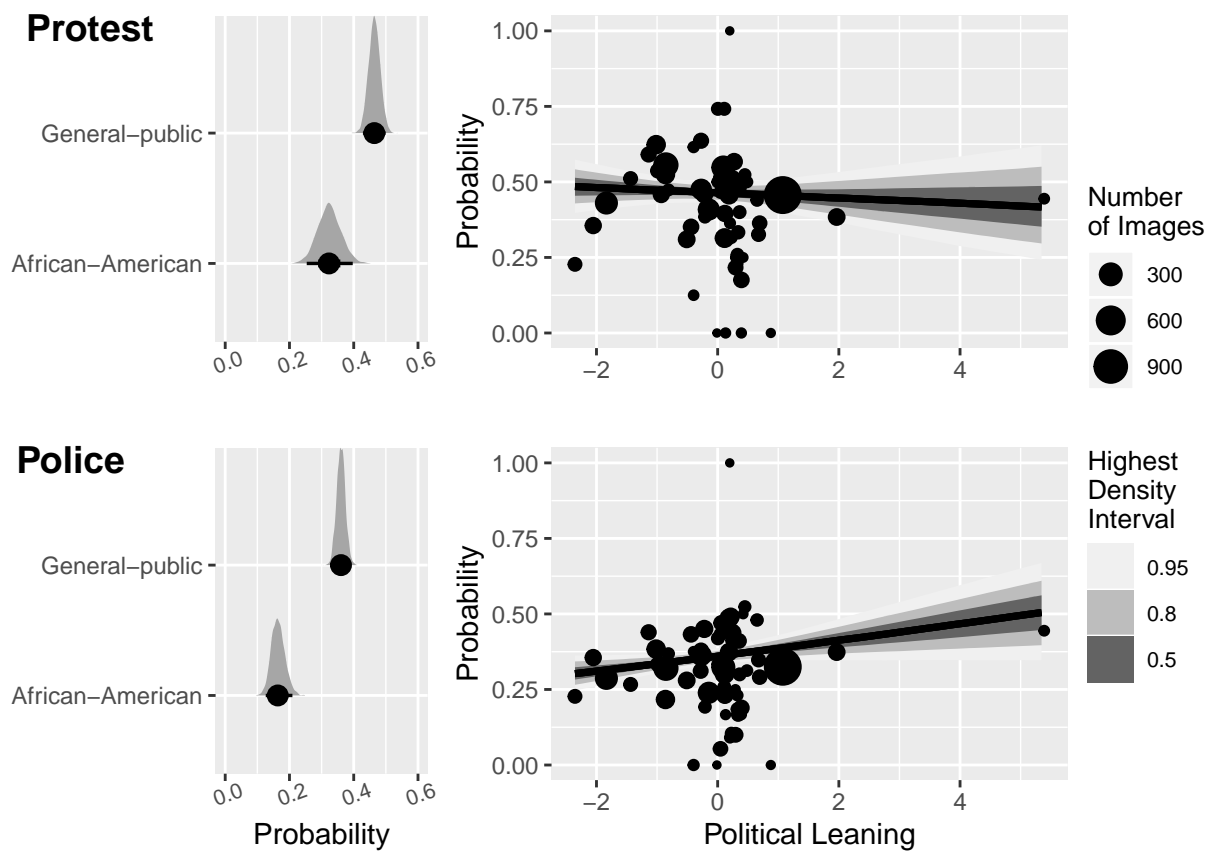 Protest
General−public
African−American
0.0 0.2 0.4 0.6
Probability
1.00
0.75
0.50
0.25
0.00
−2 0 2 4
Number
of Images
300
600
900
Police
General−public
African−American
0.0 0.2 0.4 0.6
Probability
Probability
1.00
0.75
0.50
0.25
0.00
−2 0 2 4
Political Leaning
Highest
Density
Interval
0.95
0.8
0.5